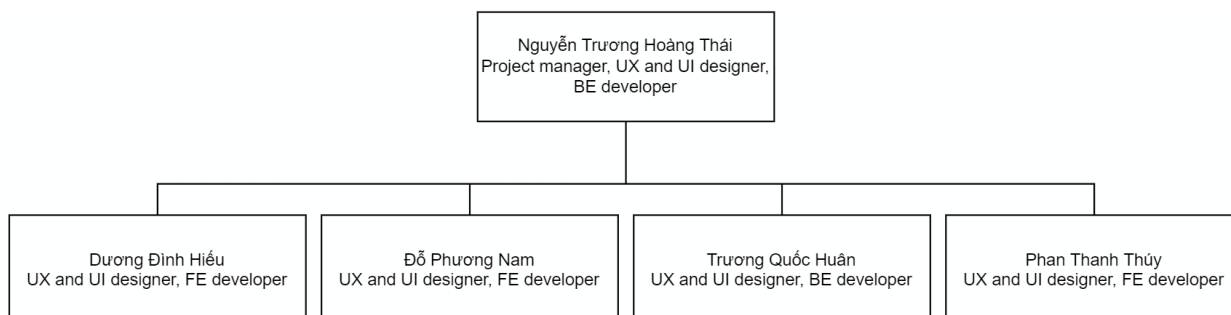 Nguyễn Trương Hoàng Thái
Project manager, UX and UI designer,
BE developer
Dương Đình Hiếu
UX and UI designer, FE developer
Đỗ Phương Nam
UX and UI designer, FE developer
Trương Quốc Huân
UX and UI designer, BE developer
Phan Thanh Thúy
UX and UI designer, FE developer